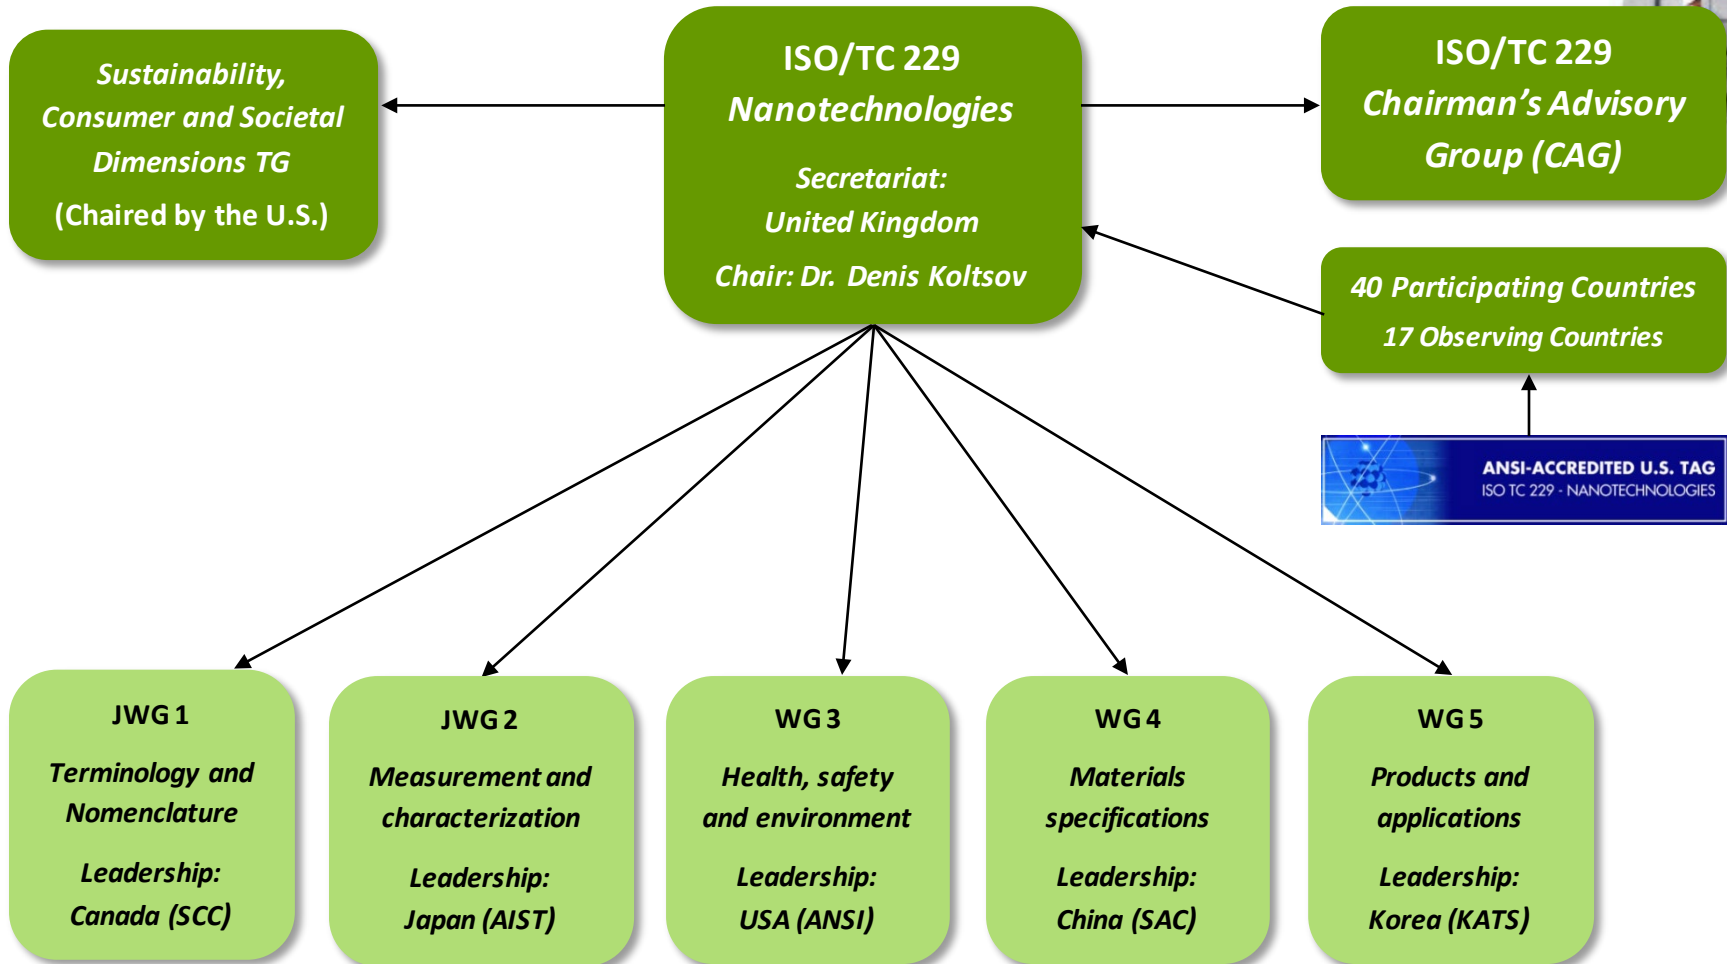 Sustainability,
Consumer and Societal
Dimensions TG
(Chaired by the U.S.)
ISO/TC 229
Nanotechnologies
Secretariat:
United Kingdom
Chair: Dr. Denis Koltsov
ISO/TC 229
Chairman’s Advisory
Group (CAG)
40 Participating Countries
17 Observing Countries
ANSI-ACCREDITED U.S. TAG
ISO TC 229 - NANOTECHNOLOGIES
JWG 1
Terminology and
Nomenclature
Leadership:
Canada (SCC)
JWG 2
Measurement and
characterization
Leadership:
Japan (AIST)
WG 3
Health, safety
and environment
Leadership:
USA (ANSI)
WG 4
Materials
specifications
Leadership:
China (SAC)
WG 5
Products and
applications
Leadership:
Korea (KATS)